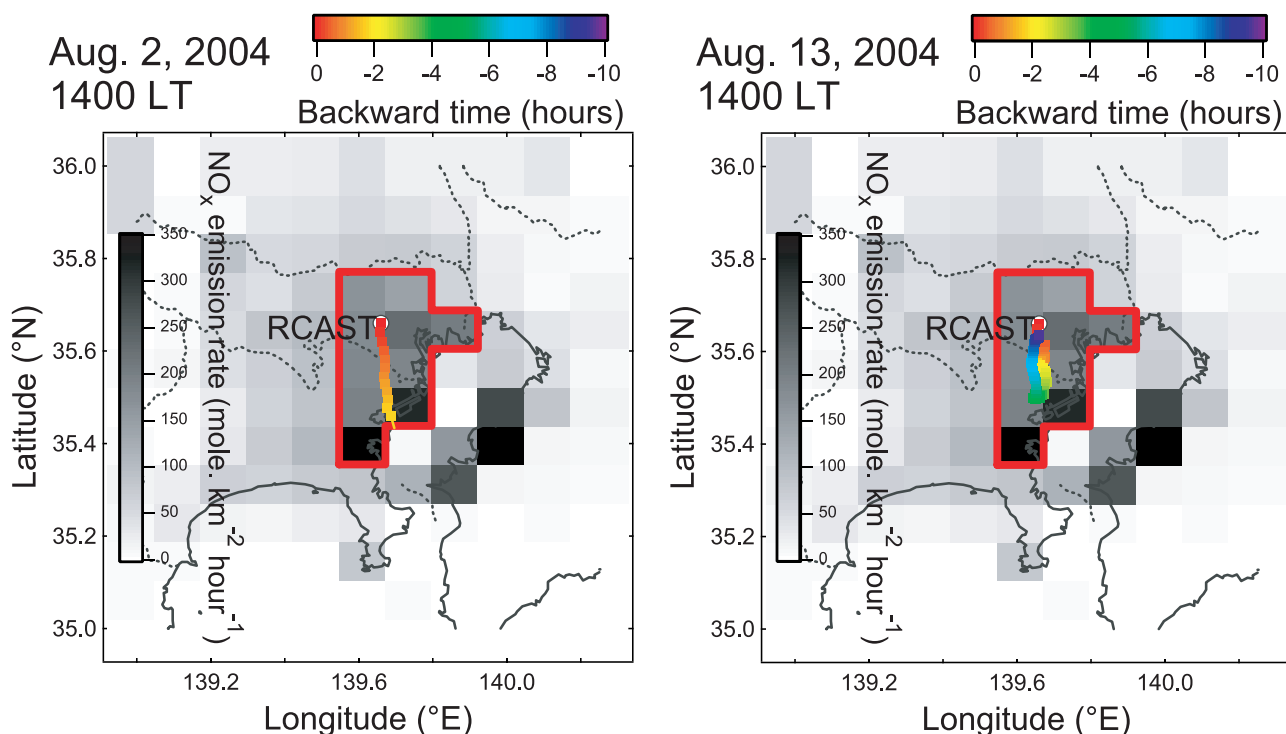 Aug. 2, 2004
1400 LT
0 -2 -4 -6 -8 -10
Backward time (hours)
36.0
35.8
35.6
35.4
35.2
35.0
Latitude (°N)
NOx emission rate (mole. km-2 hour-1)
350
300
250
200
150
100
50
0
RCAST
139.2 139.6 140.0
Longitude (°E)
Aug. 13, 2004
1400 LT
0 -2 -4 -6 -8 -10
Backward time (hours)
36.0
35.8
35.6
35.4
35.2
35.0
Latitude (°N)
NOx emission rate (mole. km-2 hour-1)
350
300
250
200
150
100
50
0
RCAST
139.2 139.6 140.0
Longitude (°E)